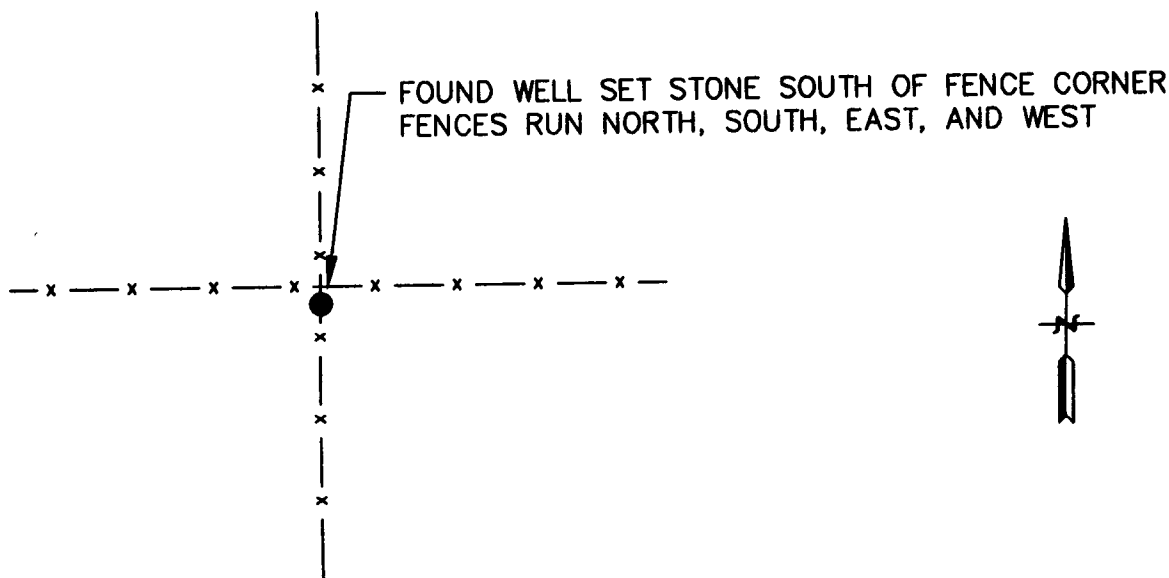 FOUND WELL SET STONE SOUTH OF FENCE CORNER
FENCES RUN NORTH, SOUTH, EAST, AND WEST
N